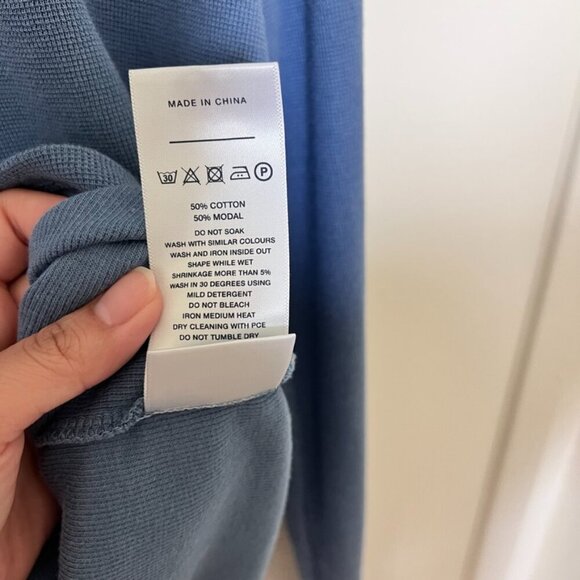 MADE IN CHINA
30 P
50% COTTON
50% MODAL
DO NOT SOAK
WASH WITH SIMILAR COLOURS
WASH AND IRON INSIDE OUT
SHAPE WHILE WET
SHRINKAGE MORE THAN 5%
WASH IN 30 DEGREES USING
MILD DETERGENT
DO NOT BLEACH
IRON MEDIUM HEAT
DRY CLEANING WITH PCE
DO NOT TUMBLE DRY